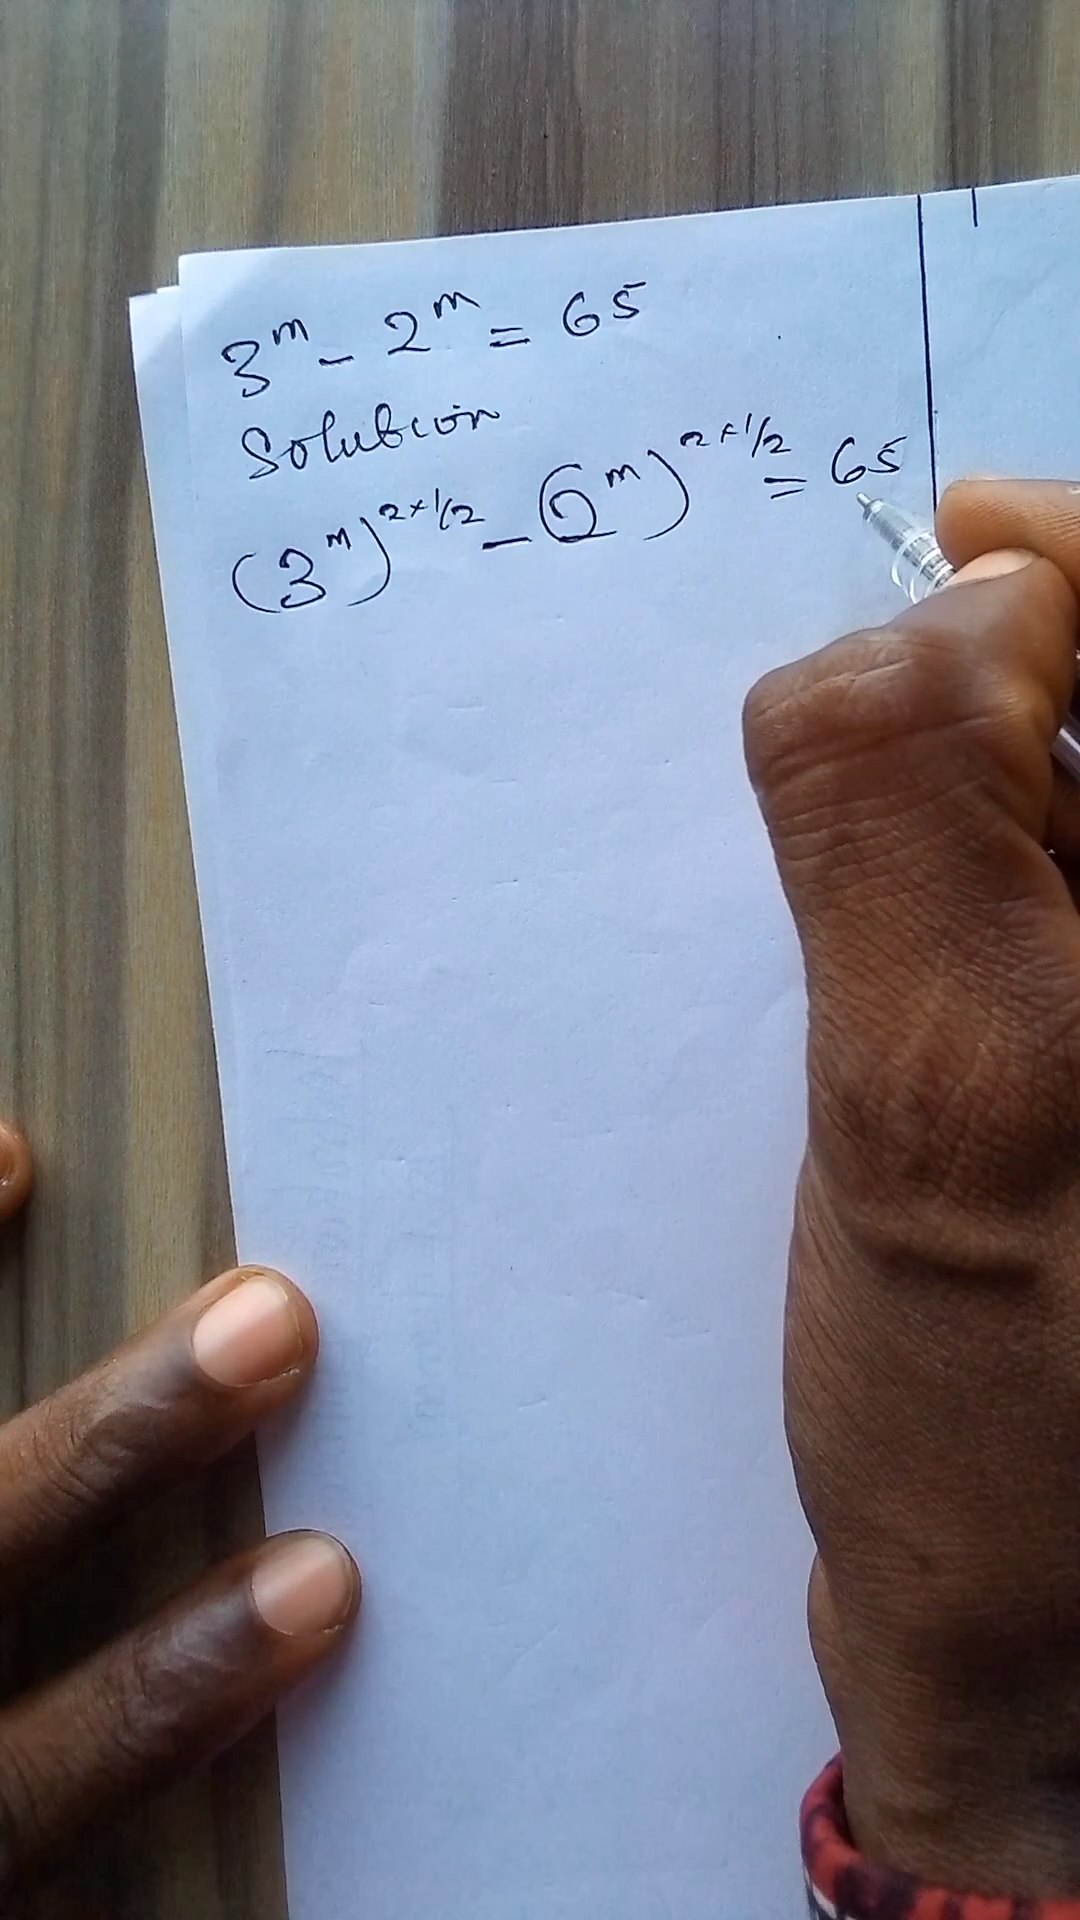 3^m - 2^m = 65
Solution
(3^m)^2×1/2 - (2^m)^2×1/2 = 65